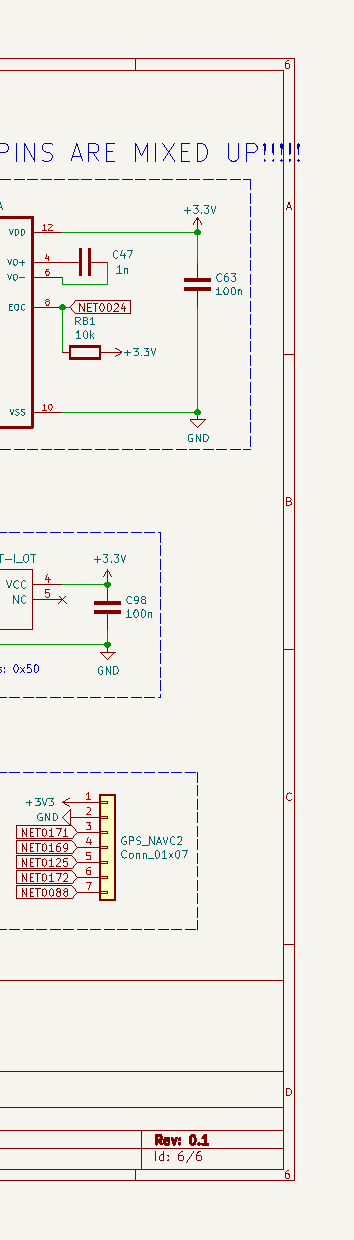 6
PINS ARE MIXED UP!!!!!
A
A
+3.3V
VDD 12
VO+ 4
C47
1n
VO- 6
C63
100n
EOC 8
NET0024
RB1
10k
+3.3V
VSS 10
GND
B
T-I_OT
+3.3V
VCC 4
NC 5
C98
100n
s: 0x50
GND
C
+3V3 1
GND 2
NET0171 3
NET0169 4
NET0125 5
NET0172 6
NET0088 7
GPS_NAVC2
Conn_01x07
D
Rev: 0.1
Id: 6/6
6